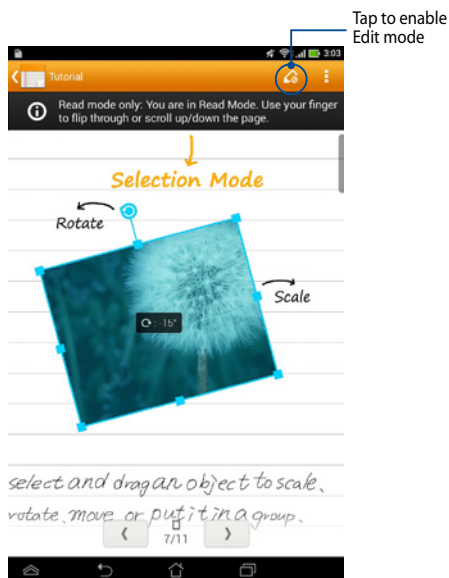 Tap to enable
Edit mode
3:03
Tutorial
Read mode only: You are in Read Mode. Use your finger
to flip through or scroll up/down the page.
Selection Mode
Rotate
Scale
: -15°
select and drag an object to scale,
rotate, move or put it in a group.
7/11